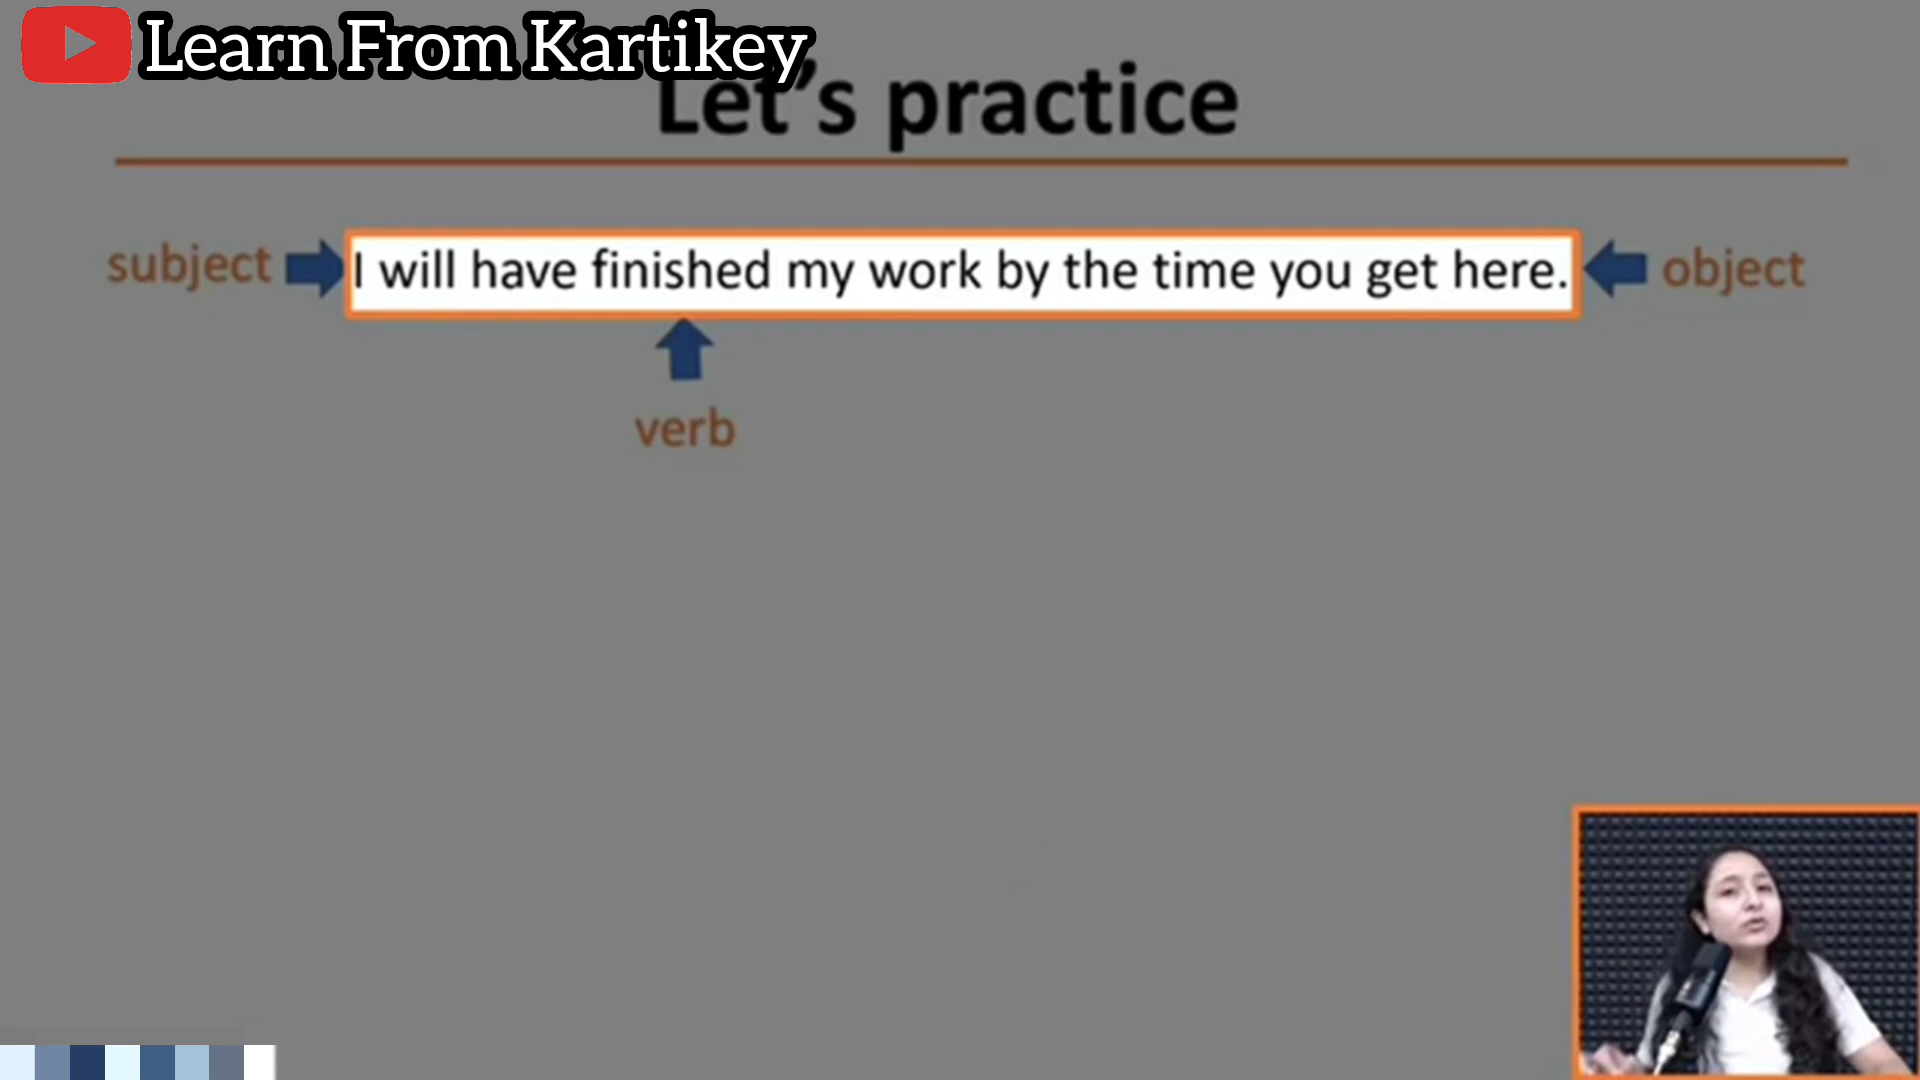 Learn From Kartikey
Let's practice
subject I will have finished my work by the time you get here. object
verb